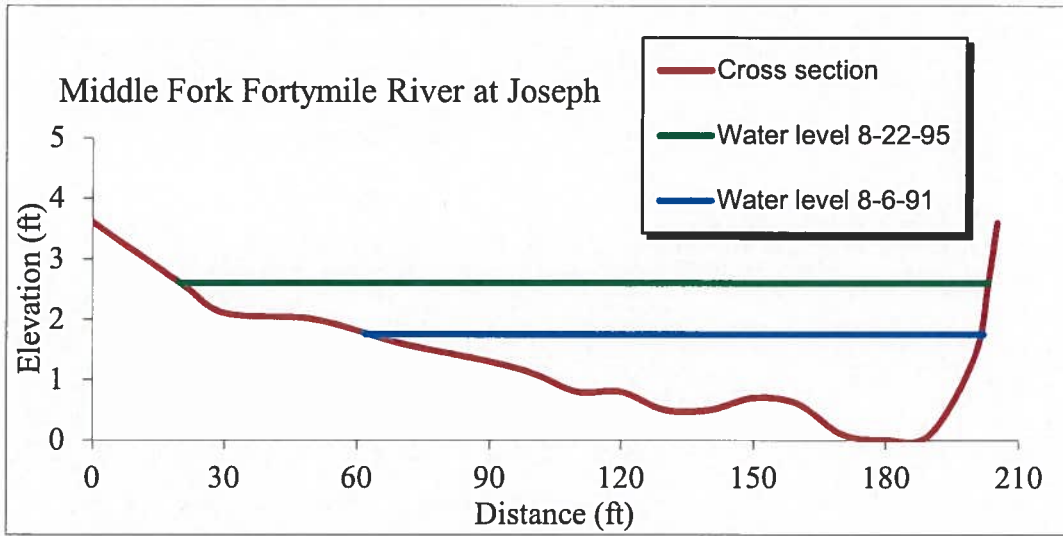 Middle Fork Fortymile River at Joseph
Cross section
Water level 8-22-95
Water level 8-6-91
Elevation (ft)
5
4
3
2
1
0
0 30 60 90 120 150 180 210
Distance (ft)